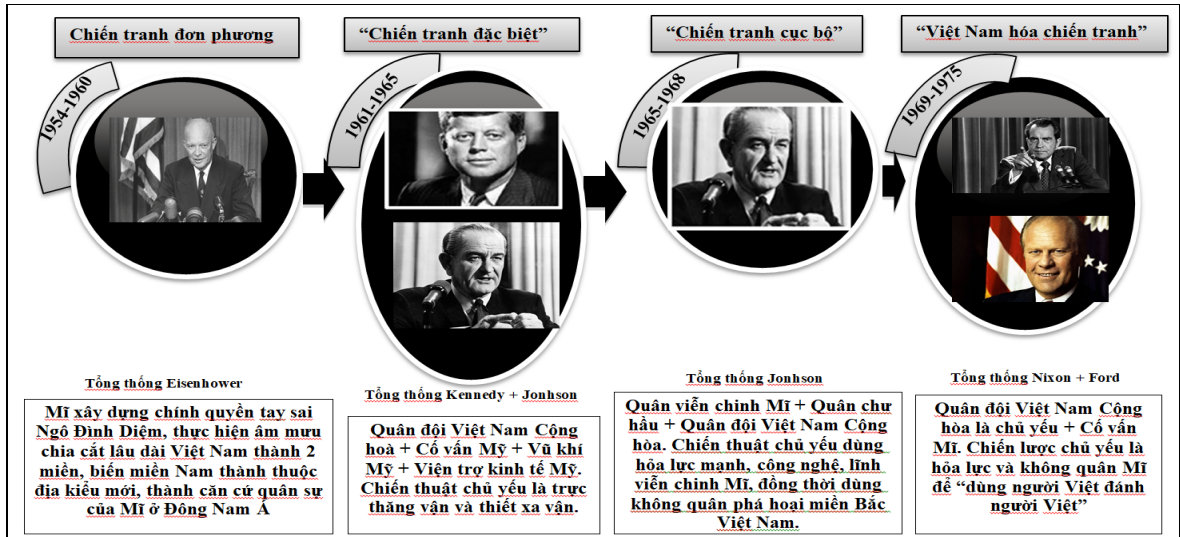 Chiến tranh đơn phương
1954-1960
Tổng thống Eisenhower
Mĩ xây dựng chính quyền tay sai
Ngô Đình Diệm, thực hiện âm mưu
chia cắt lâu dài Việt Nam thành 2
miền, biến miền Nam thành thuộc
địa kiểu mới, thành căn cứ quân sự
của Mĩ ở Đông Nam Á
“Chiến tranh đặc biệt”
1961-1965
Tổng thống Kennedy + Jonhson
Quân đội Việt Nam Cộng
hoà + Cố vấn Mỹ + Vũ khí
Mỹ + Viện trợ kinh tế Mỹ.
Chiến thuật chủ yếu là trực
thăng vận và thiết xa vận.
“Chiến tranh cục bộ”
1965-1968
Tổng thống Jonhson
Quân viễn chinh Mĩ + Quân chư
hầu + Quân đội Việt Nam Cộng
hòa. Chiến thuật chủ yếu dùng
hỏa lực mạnh, công nghệ, lĩnh
viễn chinh Mĩ, đồng thời dùng
không quân phá hoại miền Bắc
Việt Nam.
“Việt Nam hóa chiến tranh”
1969-1975
Tổng thống Nixon + Ford
Quân đội Việt Nam Cộng
hòa là chủ yếu + Cố vấn
Mĩ. Chiến lược chủ yếu là
hỏa lực và không quân Mĩ
để “dùng người Việt đánh
người Việt”